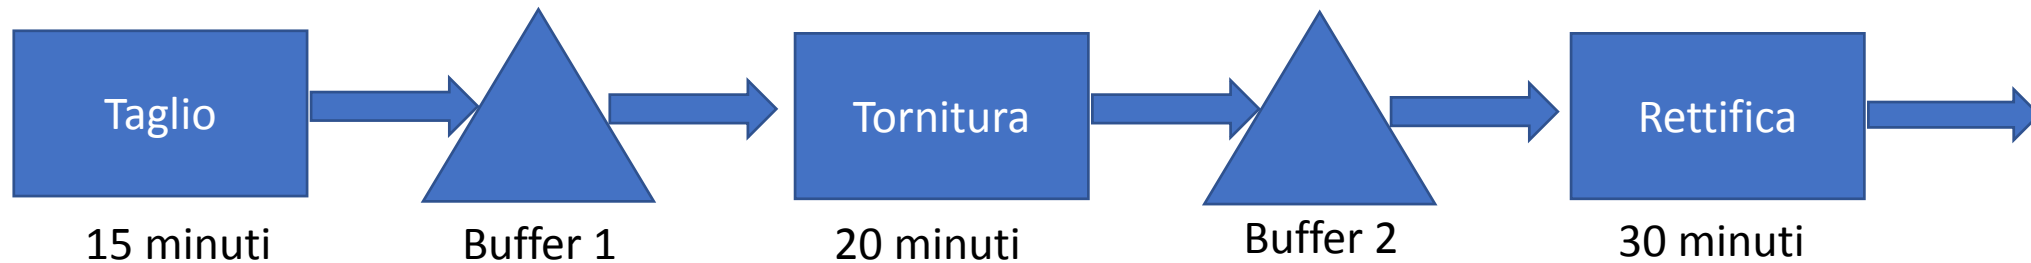 Taglio
Tornitura
Rettifica
15 minuti
Buffer 1
20 minuti
Buffer 2
30 minuti